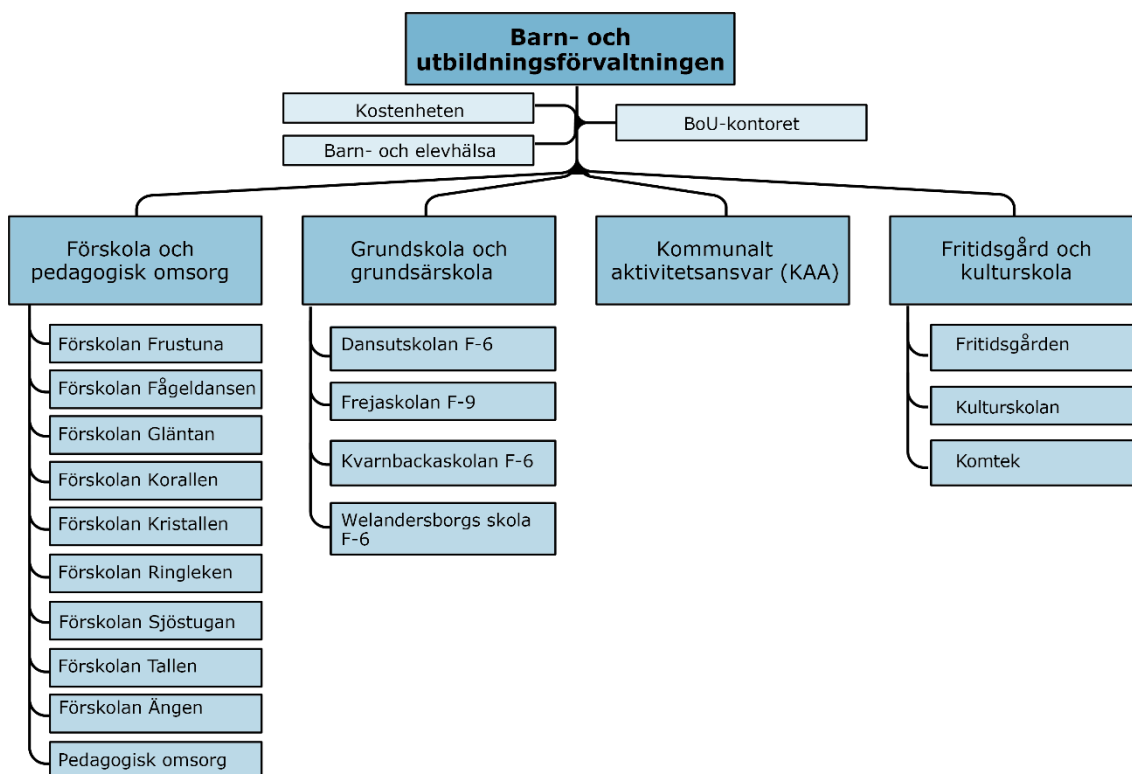 Barn- och
utbildningsförvaltningen
Kostenheten
BoU-kontoret
Barn- och elevhälsa
Förskola och
pedagogisk omsorg
Förskolan Frustuna
Förskolan Fågeldansen
Förskolan Gläntan
Förskolan Korallen
Förskolan Kristallen
Förskolan Ringleken
Förskolan Sjöstugan
Förskolan Tallen
Förskolan Ängen
Pedagogisk omsorg
Grundskola och
grundsärskola
Dansutskolan F-6
Frejaskolan F-9
Kvarnbackaskolan F-6
Welandersborgs skola
F-6
Kommunalt
aktivitetsansvar (KAA)
Fritidsgård och
kulturskola
Fritidsgården
Kulturskolan
Komtek